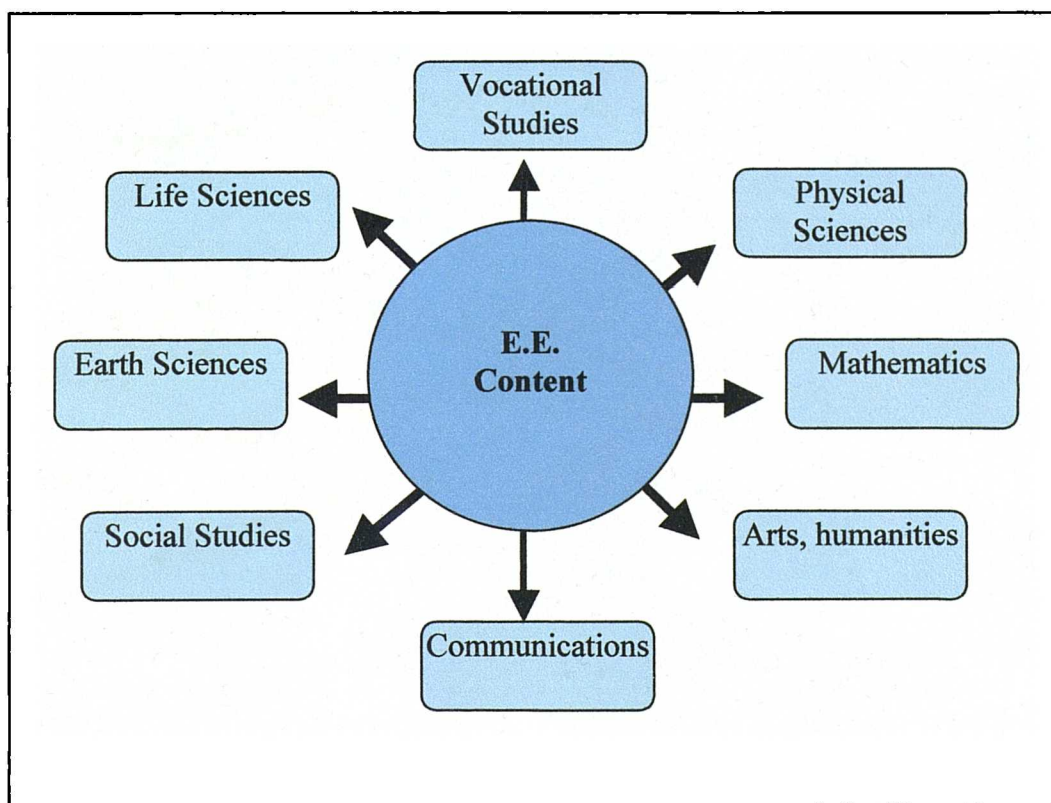 Vocational
Studies
Life Sciences
Physical
Sciences
E.E.
Content
Earth Sciences
Mathematics
Social Studies
Arts, humanities
Communications